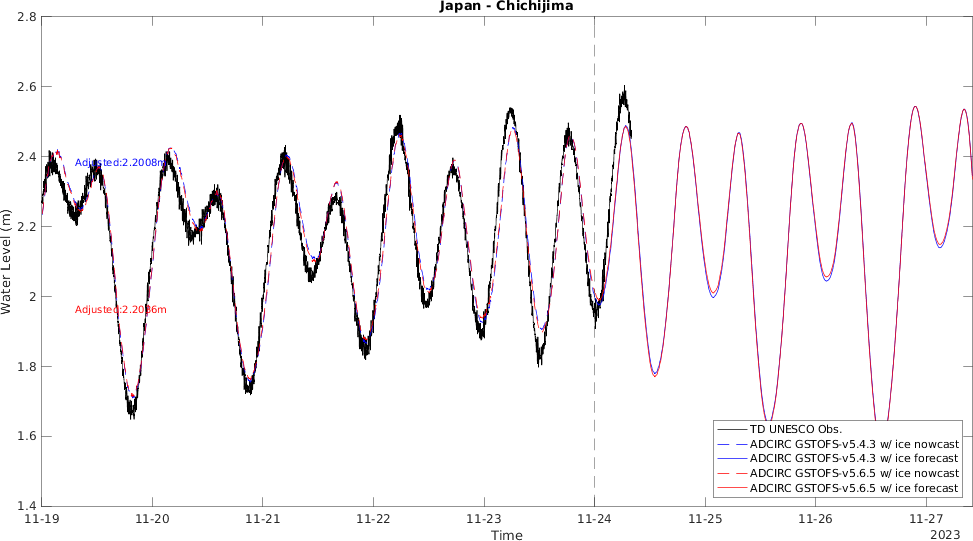 Japan - Chichijima
2.8
2.6
2.4
2.2
2
1.8
1.6
1.4
Water Level (m)
Adjusted:2.2008m
Adjusted:2.2036m
TD UNESCO Obs.
ADCIRC GSTOFS-v5.4.3 w/ ice nowcast
ADCIRC GSTOFS-v5.4.3 w/ ice forecast
ADCIRC GSTOFS-v5.6.5 w/ ice nowcast
ADCIRC GSTOFS-v5.6.5 w/ ice forecast
11-19 11-20 11-21 11-22 11-23 11-24 11-25 11-26 11-27
Time
2023